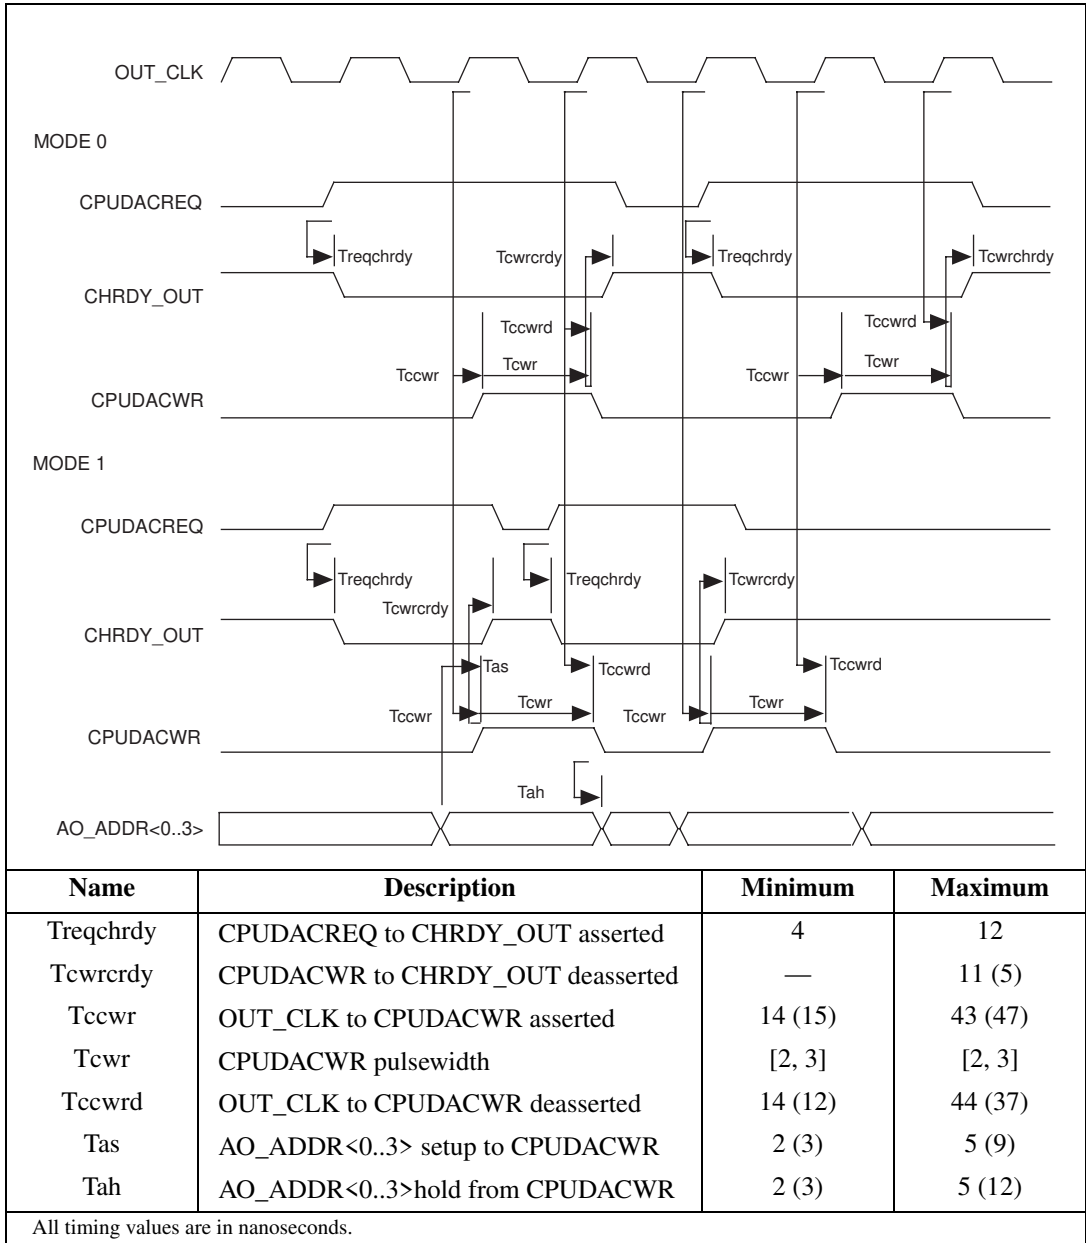 OUT_CLK
MODE 0
CPUDACREQ
Treqchrdy Tcwrcrdy Treqchrdy Tcwrchrdy
CHRDY_OUT
Tccwrd Tccwrd
Tccwr Tcwr Tccwr Tcwr
CPUDACWR
MODE 1
CPUDACREQ
Treqchrdy Treqchrdy Tcwrcrdy
Tcwrcrdy
CHRDY_OUT
Tas Tccwrd Tccwrd
Tccwr Tcwr Tccwr Tcwr
CPUDACWR
Tah
AO_ADDR<0..3>
Name Description Minimum Maximum
Treqchrdy CPUDACREQ to CHRDY_OUT asserted 4 12
Tcwrcrdy CPUDACWR to CHRDY_OUT deasserted — 11 (5)
Tccwr OUT_CLK to CPUDACWR asserted 14 (15) 43 (47)
Tcwr CPUDACWR pulsewidth [2, 3] [2, 3]
Tccwrd OUT_CLK to CPUDACWR deasserted 14 (12) 44 (37)
Tas AO_ADDR<0..3> setup to CPUDACWR 2 (3) 5 (9)
Tah AO_ADDR<0..3>hold from CPUDACWR 2 (3) 5 (12)
All timing values are in nanoseconds.